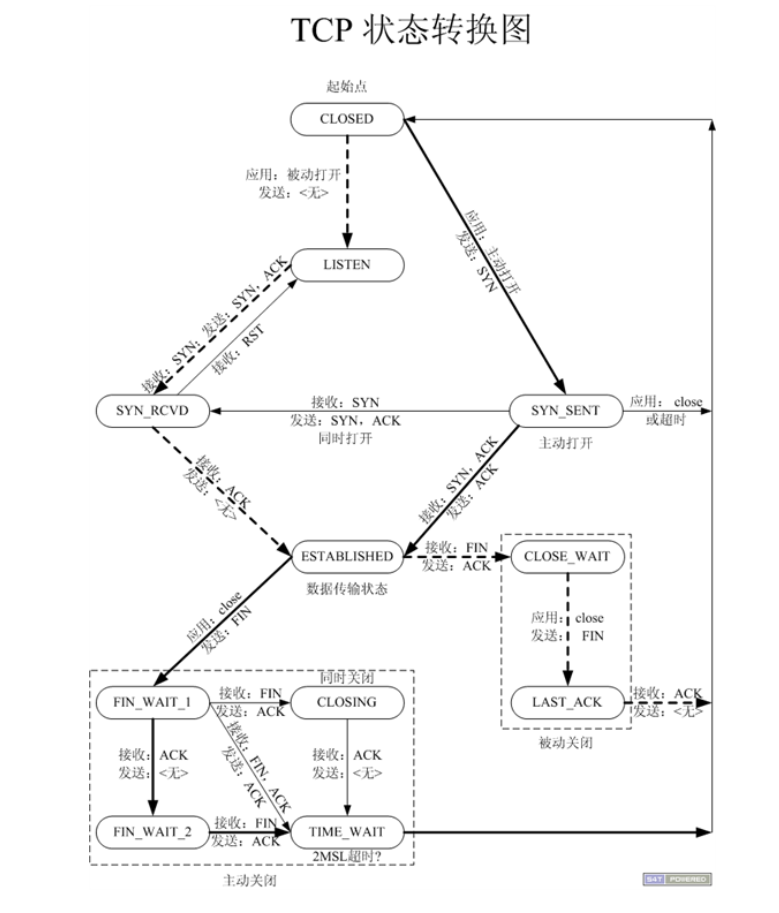 TCP 状态转换图
起始点
CLOSED
应用：被动打开
发送：<无>
应用：主动打开
发送：SYN
LISTEN
接收：SYN；发送：SYN，ACK
接收：RST
SYN_RCVD
接收：SYN
发送：SYN，ACK
同时打开
SYN_SENT
主动打开
应用：close
或超时
接收：ACK
发送：<无>
接收：SYN，ACK
发送：ACK
ESTABLISHED
数据传输状态
接收：FIN
发送：ACK
CLOSE_WAIT
应用：close
发送：FIN
应用：close
发送：FIN
LAST_ACK
接收：ACK
发送：<无>
被动关闭
同时关闭
FIN_WAIT_1
接收：FIN
发送：ACK
CLOSING
接收：ACK
发送：<无>
接收：FIN，ACK
发送：ACK
接收：ACK
发送：<无>
FIN_WAIT_2
接收：FIN
发送：ACK
TIME_WAIT
2MSL超时？
主动关闭
S4T POWERED